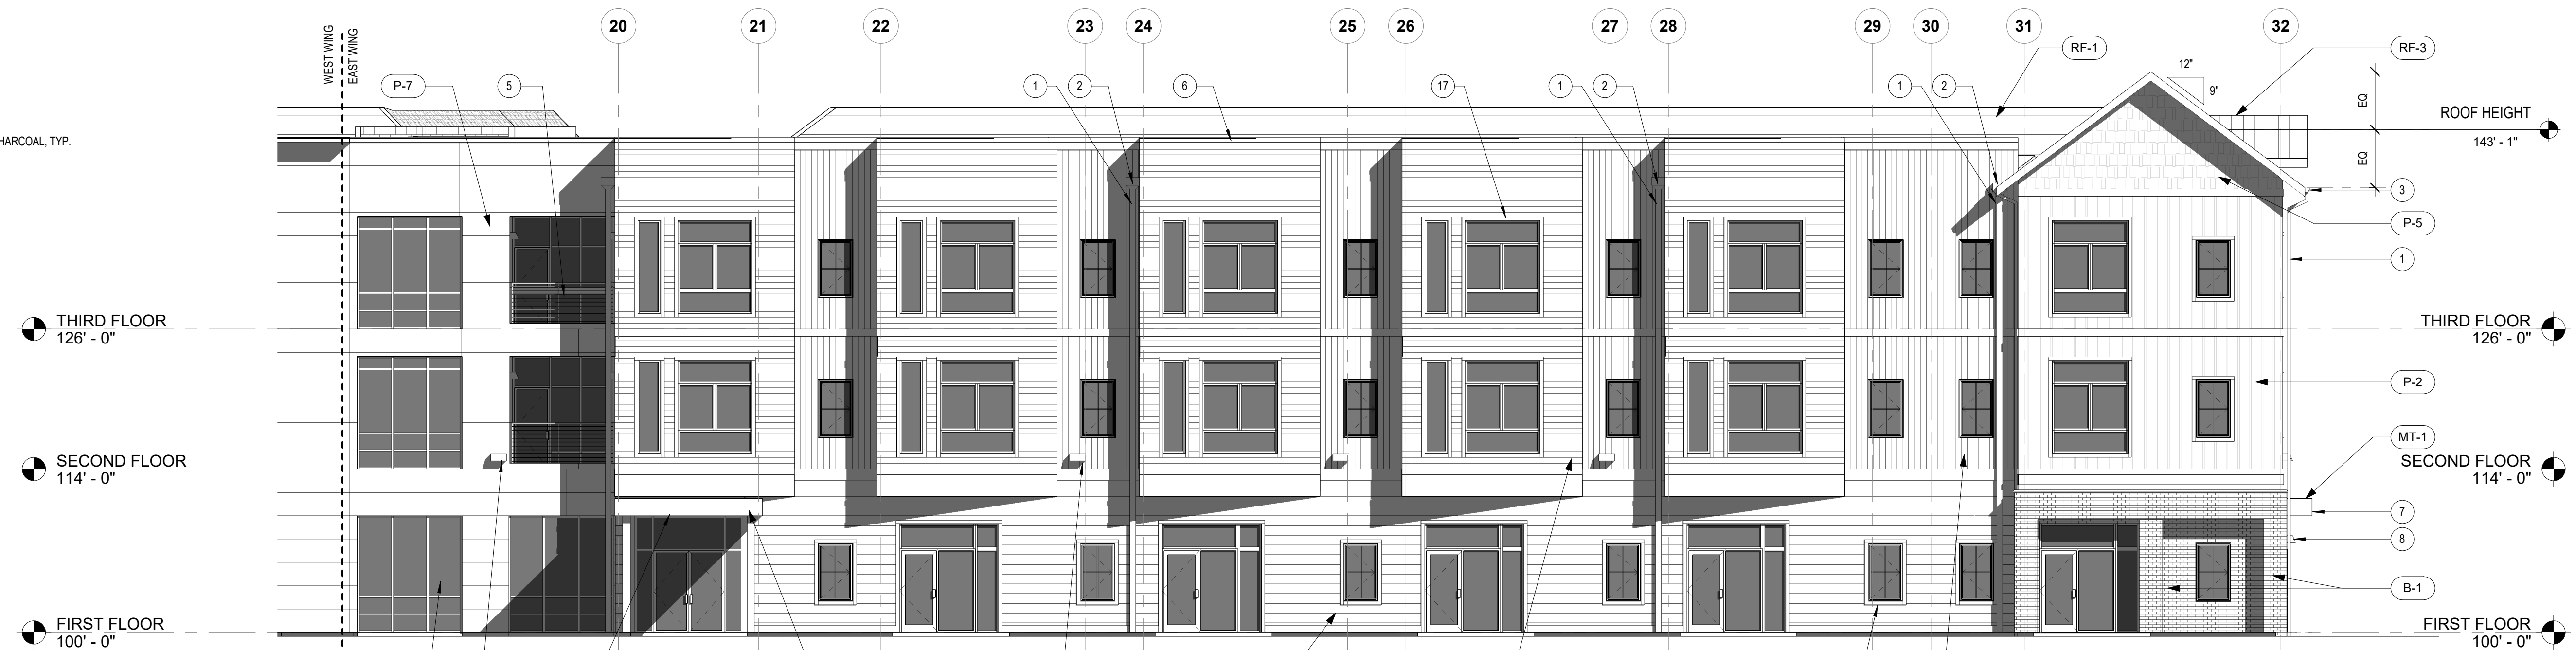 WEST WING
EAST WING
20
21
22
23
24
25
26
27
28
29
30
31
32
P-7
5
1
2
6
17
1
2
1
2
RF-1
RF-3
12"
9"
EQ
EQ
ROOF HEIGHT
143' - 1"
HARCOAL, TYP.
3
P-5
1
THIRD FLOOR
126' - 0"
THIRD FLOOR
126' - 0"
P-2
MT-1
SECOND FLOOR
114' - 0"
SECOND FLOOR
114' - 0"
7
8
B-1
FIRST FLOOR
100' - 0"
FIRST FLOOR
100' - 0"